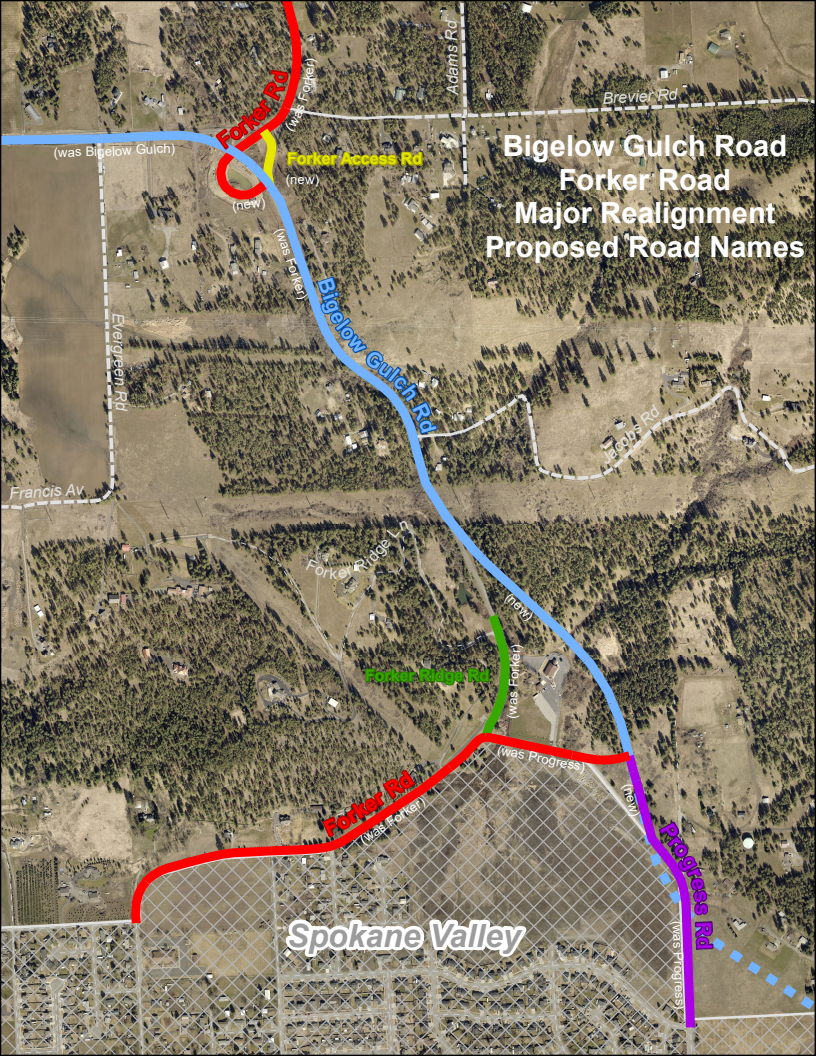 Adams Rd
Forker Rd
(was Forker)
Brevier Rd
(was Bigelow Gulch)
Forker Access Rd
(new)
(new)
Bigelow Gulch Road
Forker Road
Major Realignment
Proposed Road Names
(was Forker)
Bigelow Gulch Rd
Evergreen Rd
Jacobs Rd
Francis Av
Forker Ridge Ln
(new)
Forker Ridge Rd
(was Forker)
(was Progress)
Forker Rd
(was Forker)
(new)
Progress Rd
(was Progress)
Spokane Valley